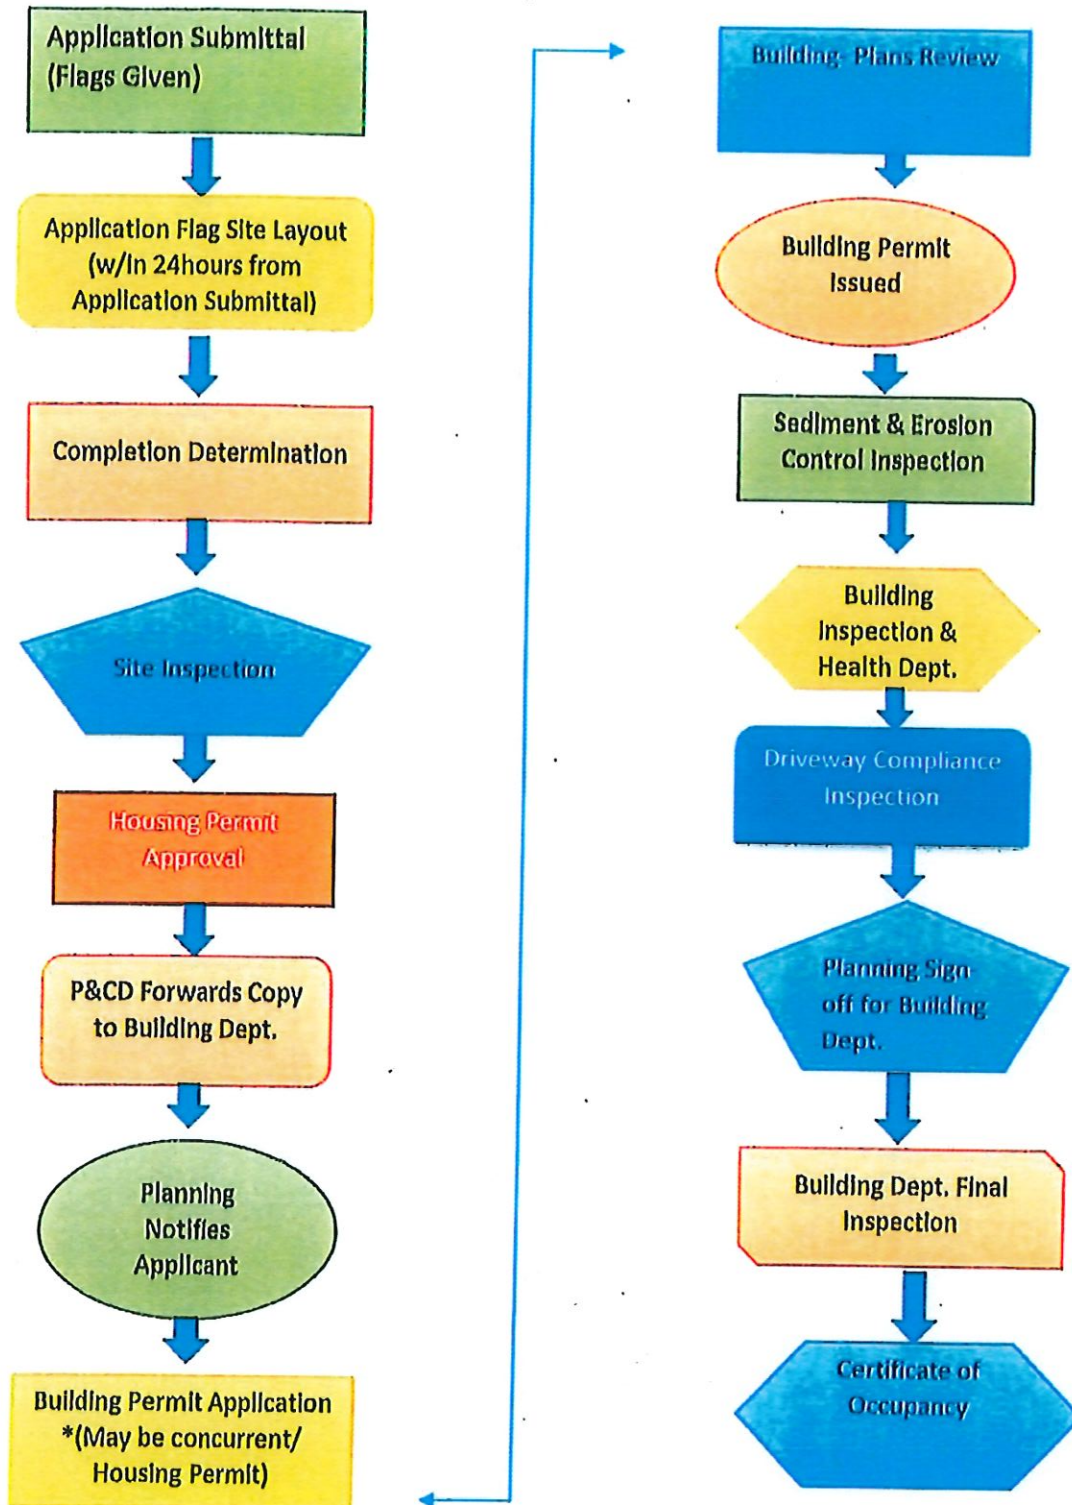 Application Submittal
(Flags Given)
Application Flag Site Layout
(w/in 24hours from
Application Submittal)
Completion Determination
Site Inspection
Housing Permit
Approval
P&CD Forwards Copy
to Building Dept.
Planning
Notifies
Applicant
Building Permit Application
*(May be concurrent/
Housing Permit)
Building- Plans Review
Building Permit
Issued
Sediment & Erosion
Control Inspection
Building
Inspection &
Health Dept.
Driveway Compliance
Inspection
Planning Sign
off for Building
Dept.
Building Dept. Final
Inspection
Certificate of
Occupancy